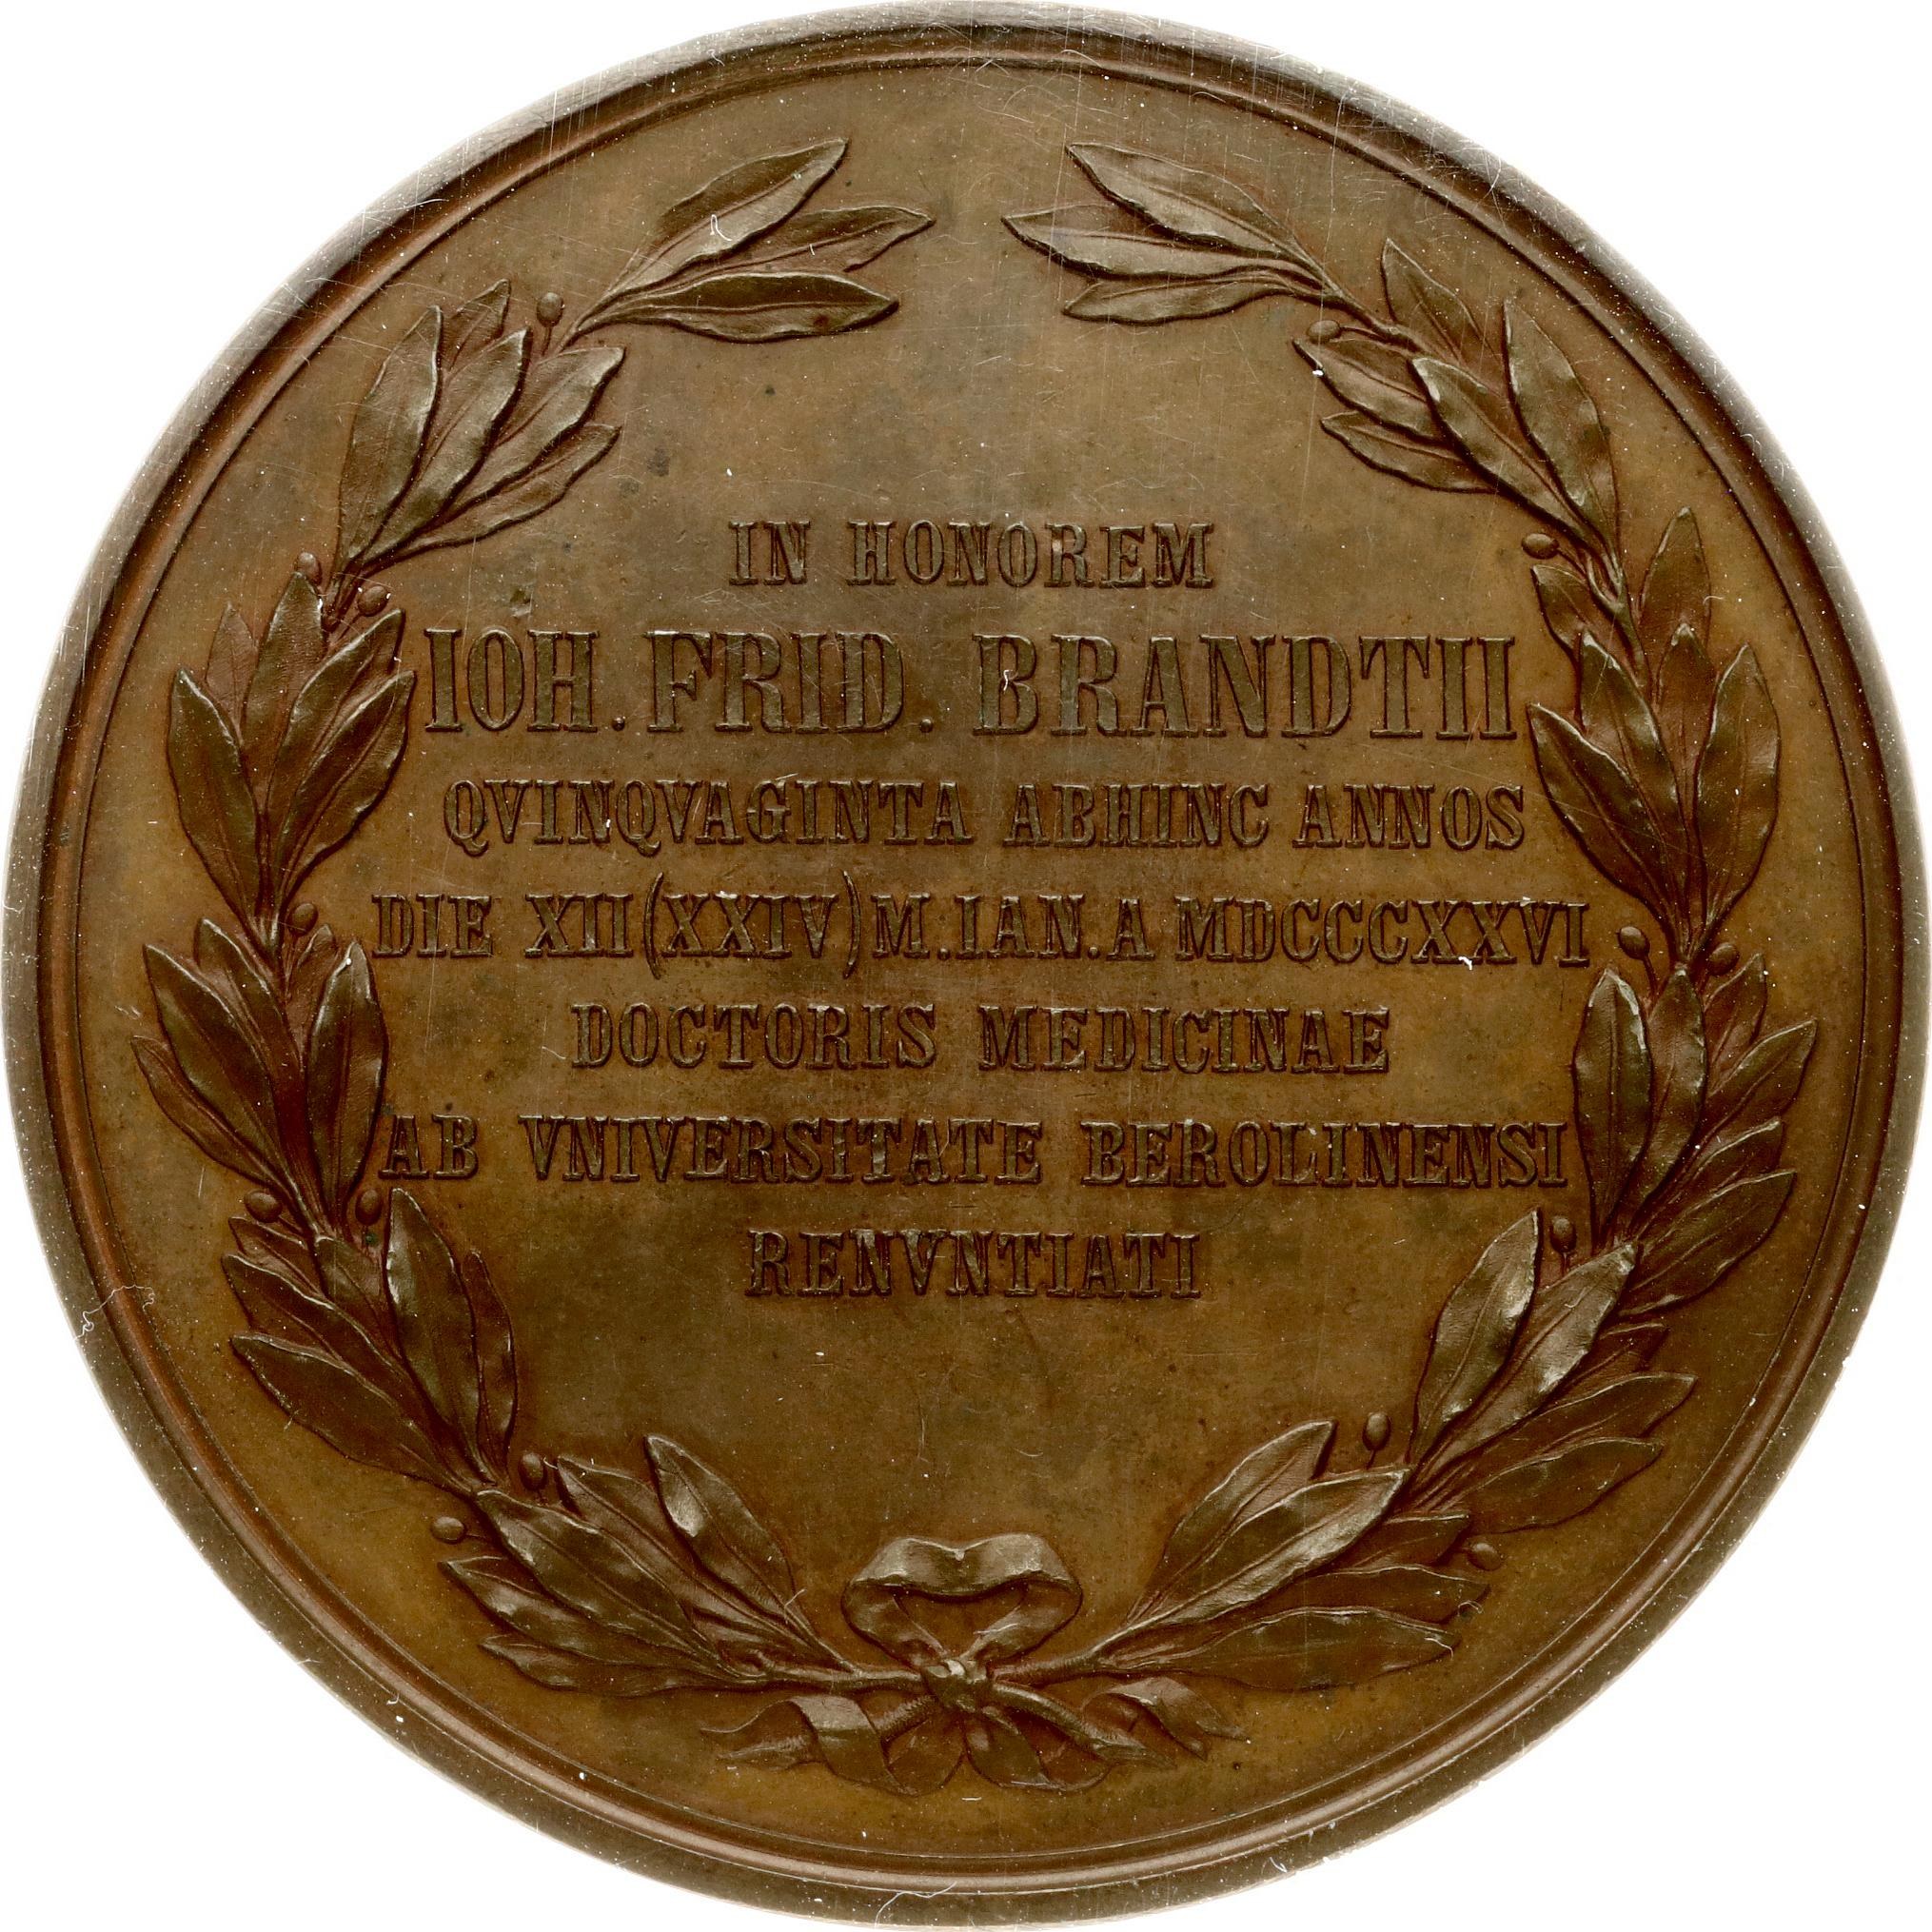 IN HONOREM
IOH. FRID. BRANDTII
QVINQVAGINTA ABHINC ANNOS
DIE XII(XXIV)M.IAN.A MDCCCXXVI
DOCTORIS MEDICINAE
AB VNIVERSITATE BEROLINENSI
RENVNTIATI